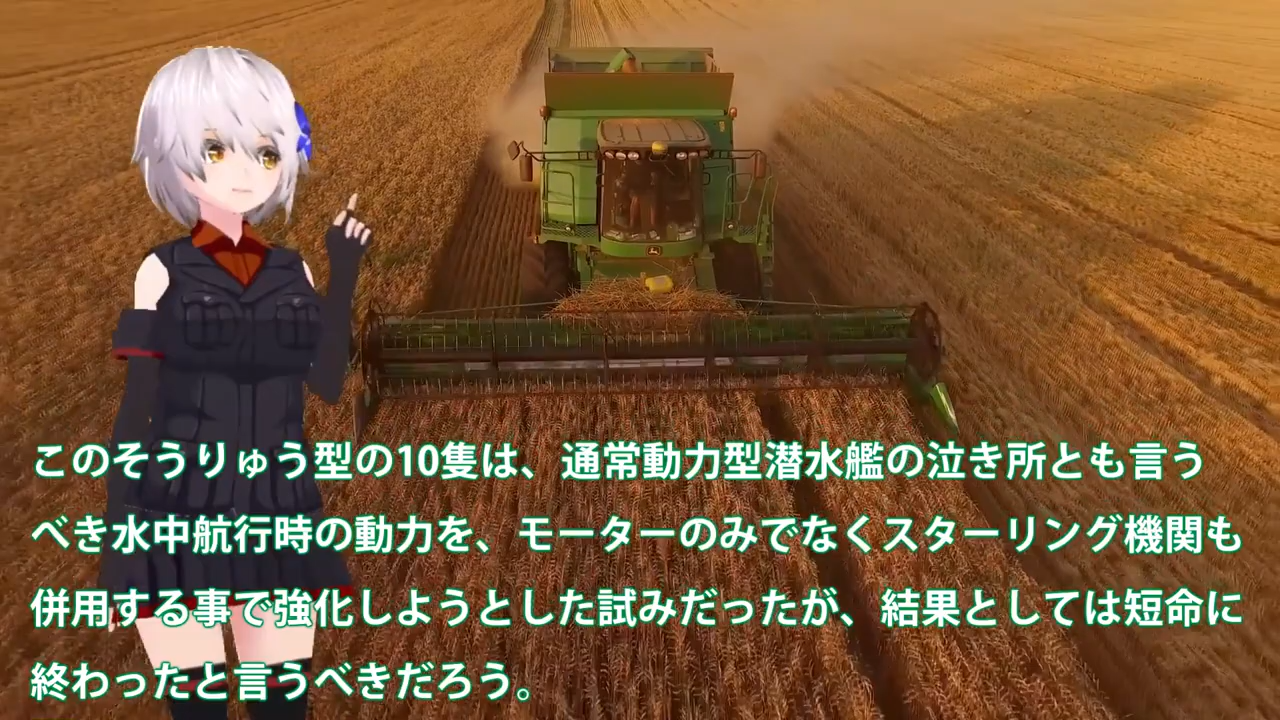 このそうりゅう型の10隻は、通常動力型潜水艦の泣き所とも言う
べき水中航行時の動力を、モーターのみでなくスターリング機関も
併用する事で強化しようとした試みだったが、結果としては短命に
終わったと言うべきだろう。